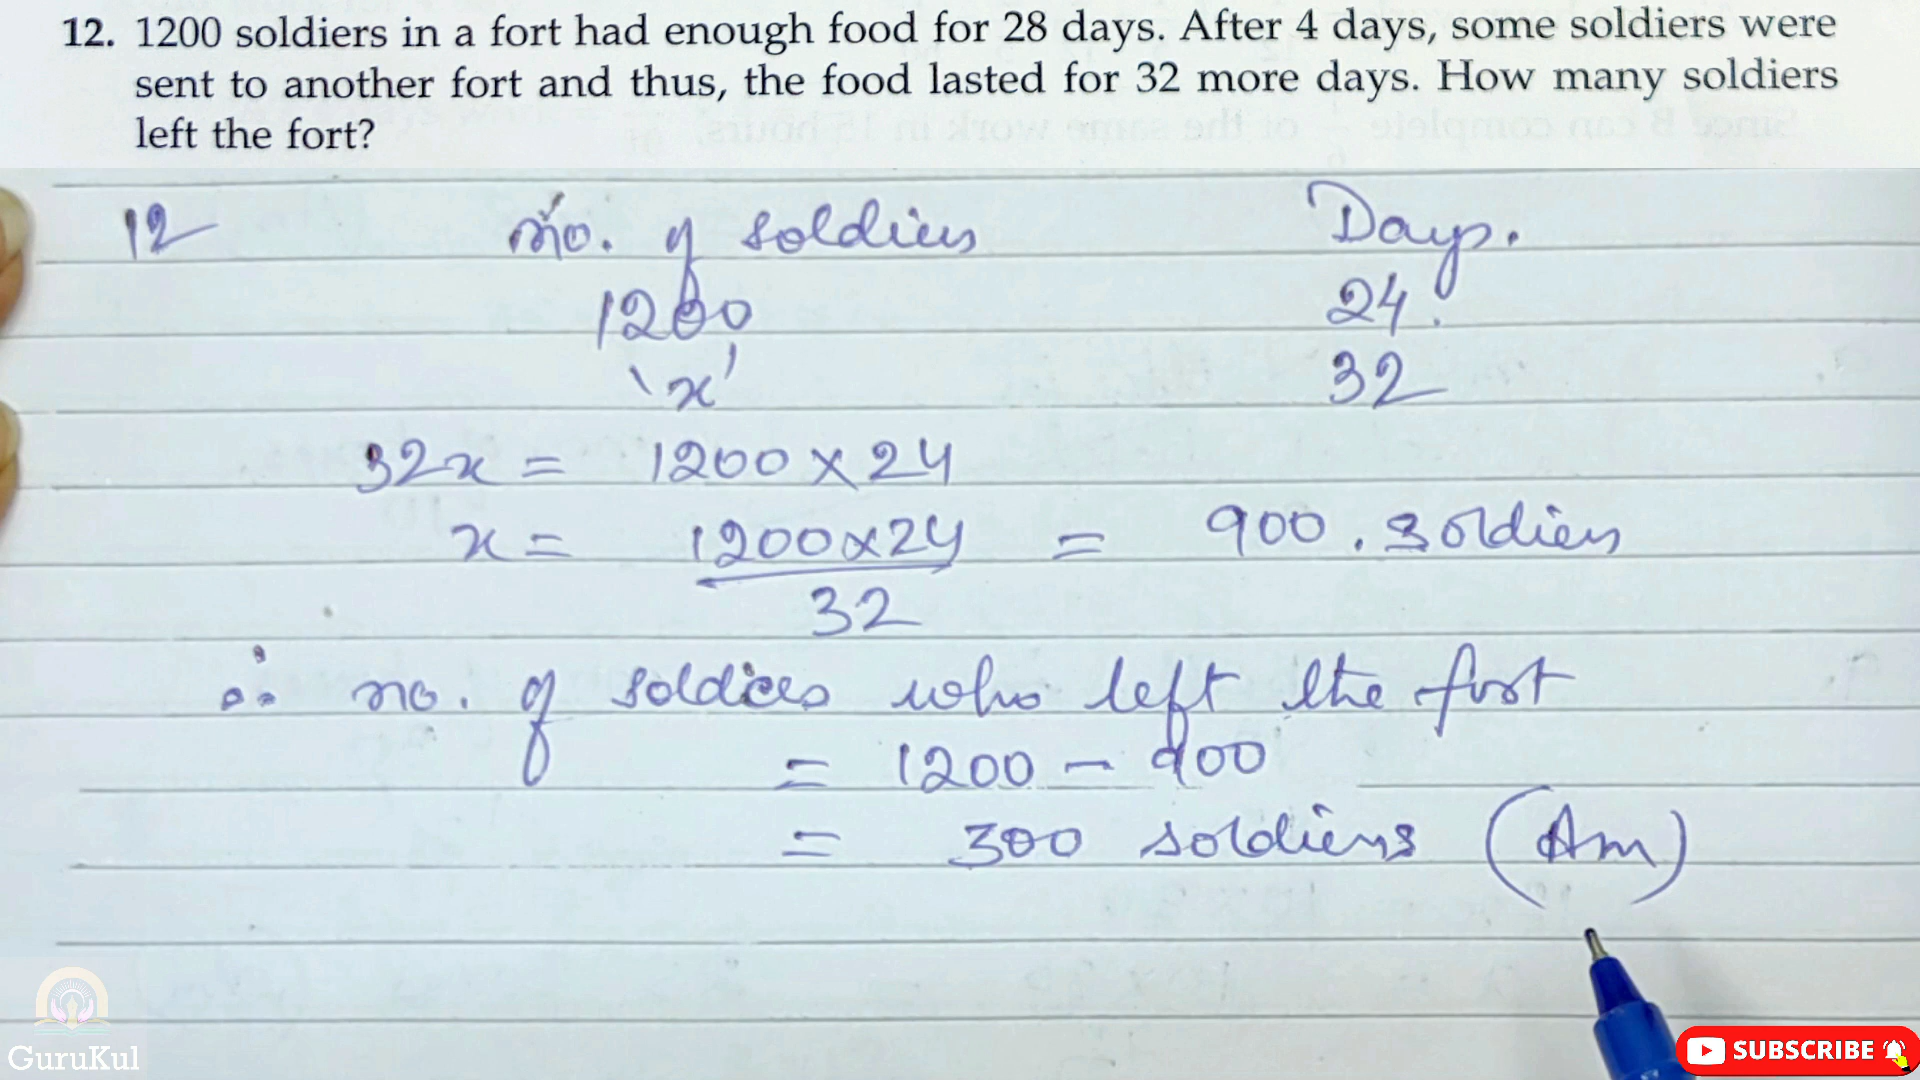 12. 1200 soldiers in a fort had enough food for 28 days. After 4 days, some soldiers were
sent to another fort and thus, the food lasted for 32 more days. How many soldiers
left the fort?
12 no. of soldiers Days.
1200 24.
'x' 32
32x = 1200 x 24
x = 1200x24 = 900. soldiers
32
∴ no. of soldiers who left the fort
= 1200 - 900
= 300 soldiers (Ans)
GuruKul
SUBSCRIBE